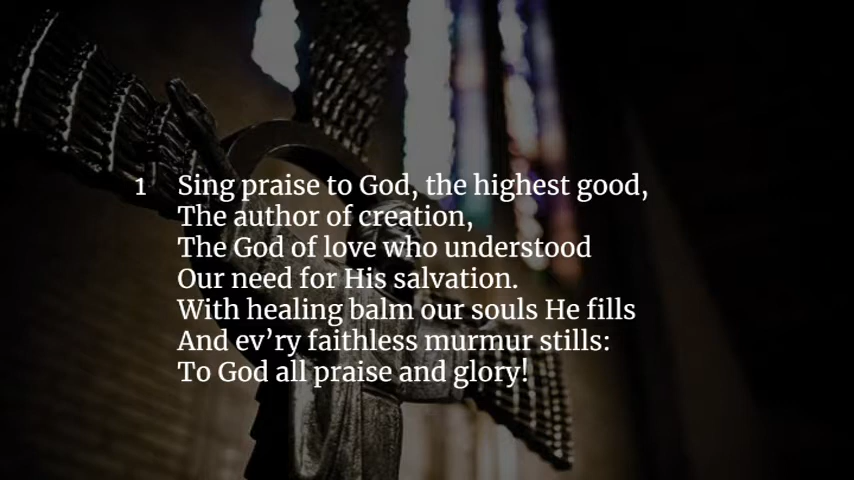 1 Sing praise to God, the highest good,
The author of creation,
The God of love who understood
Our need for His salvation.
With healing balm our souls He fills
And ev’ry faithless murmur stills:
To God all praise and glory!